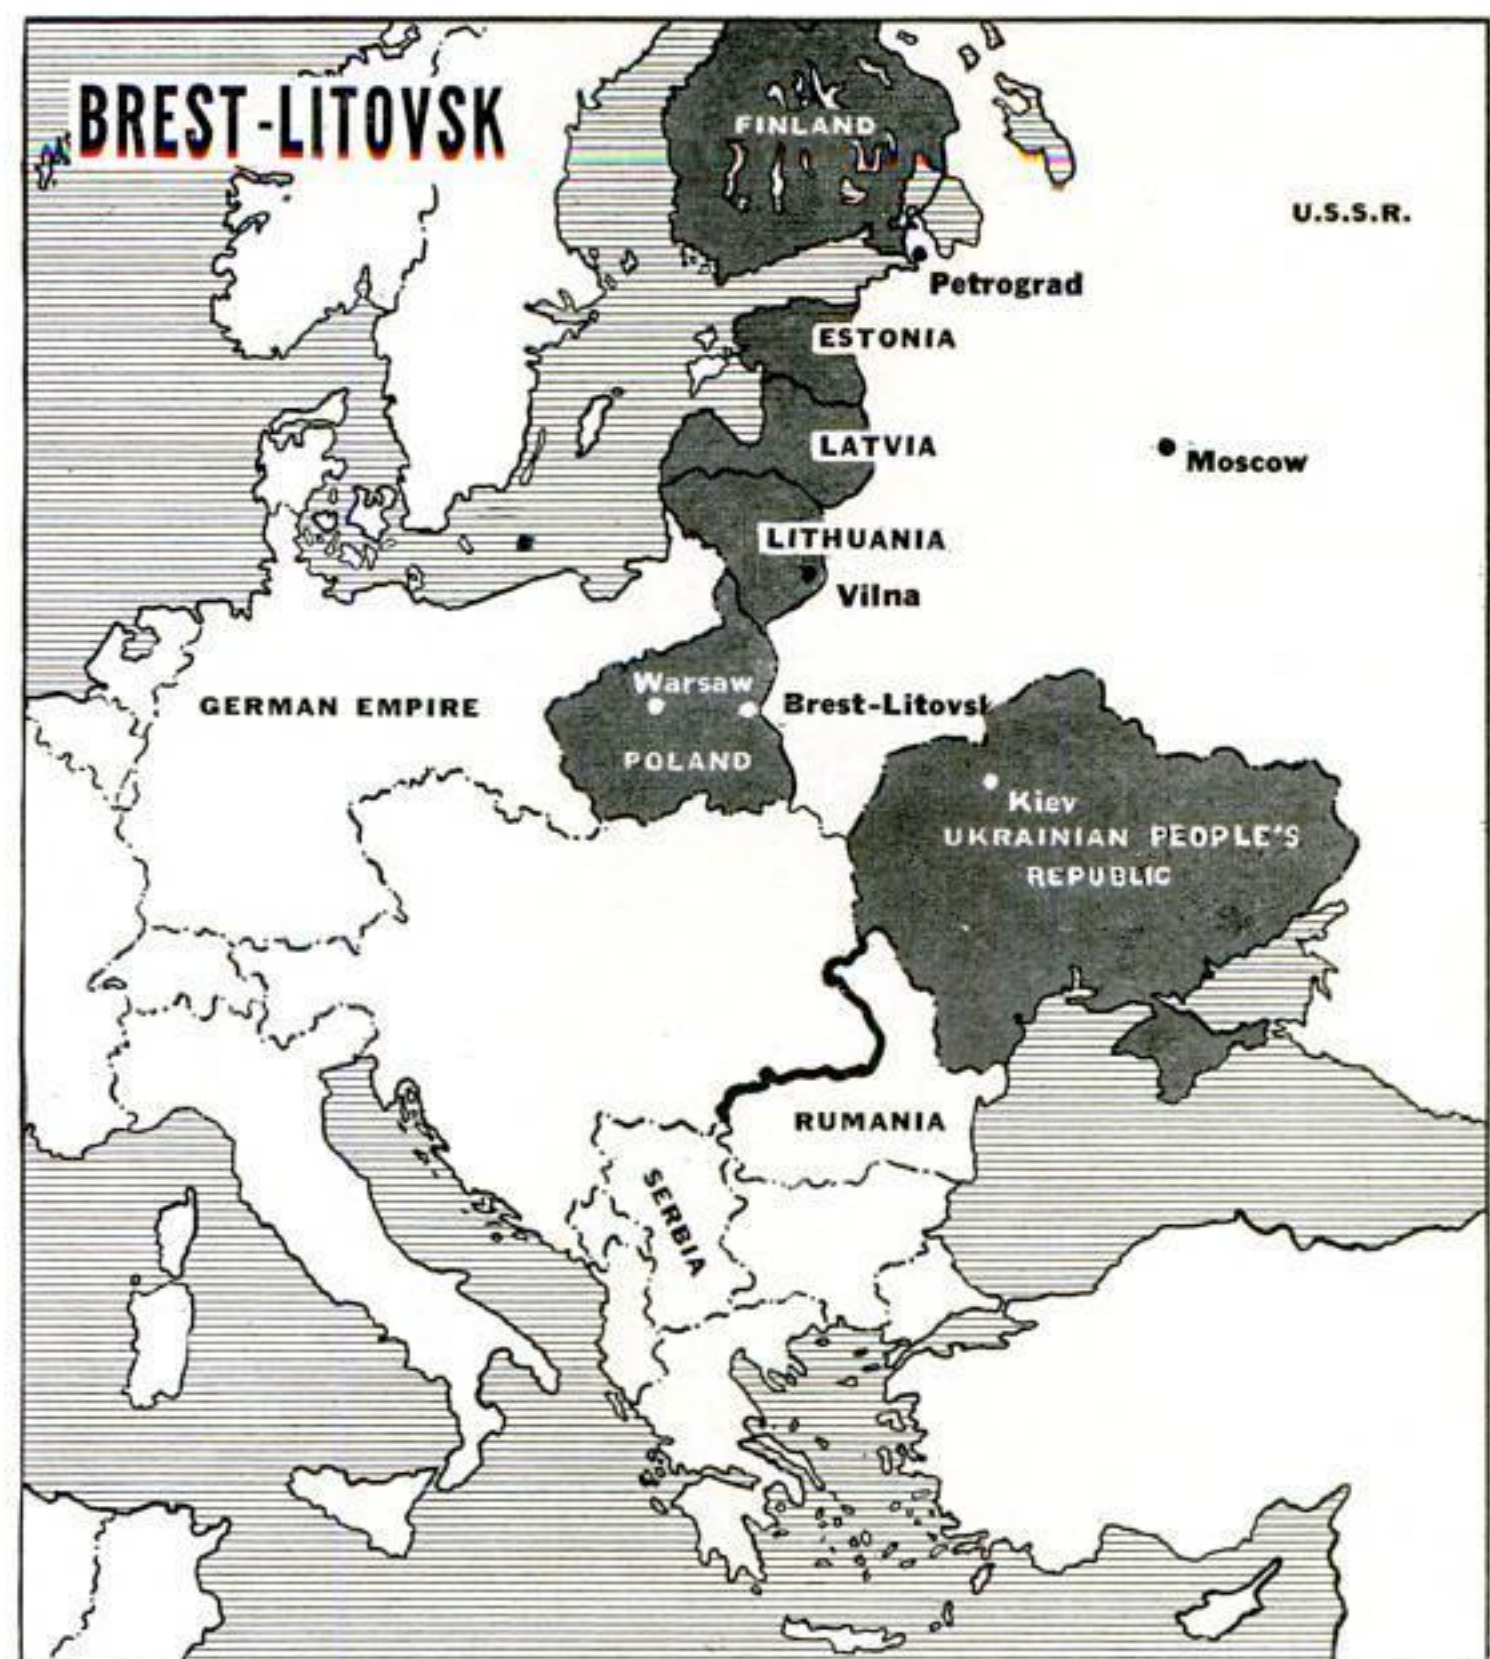 BREST-LITOVSK
FINLAND
U.S.S.R.
Petrograd
ESTONIA
LATVIA
Moscow
LITHUANIA
Vilna
Warsaw
Brest-Litovsk
GERMAN EMPIRE
POLAND
Kiev
UKRAINIAN PEOPLE'S
REPUBLIC
RUMANIA
SERBIA